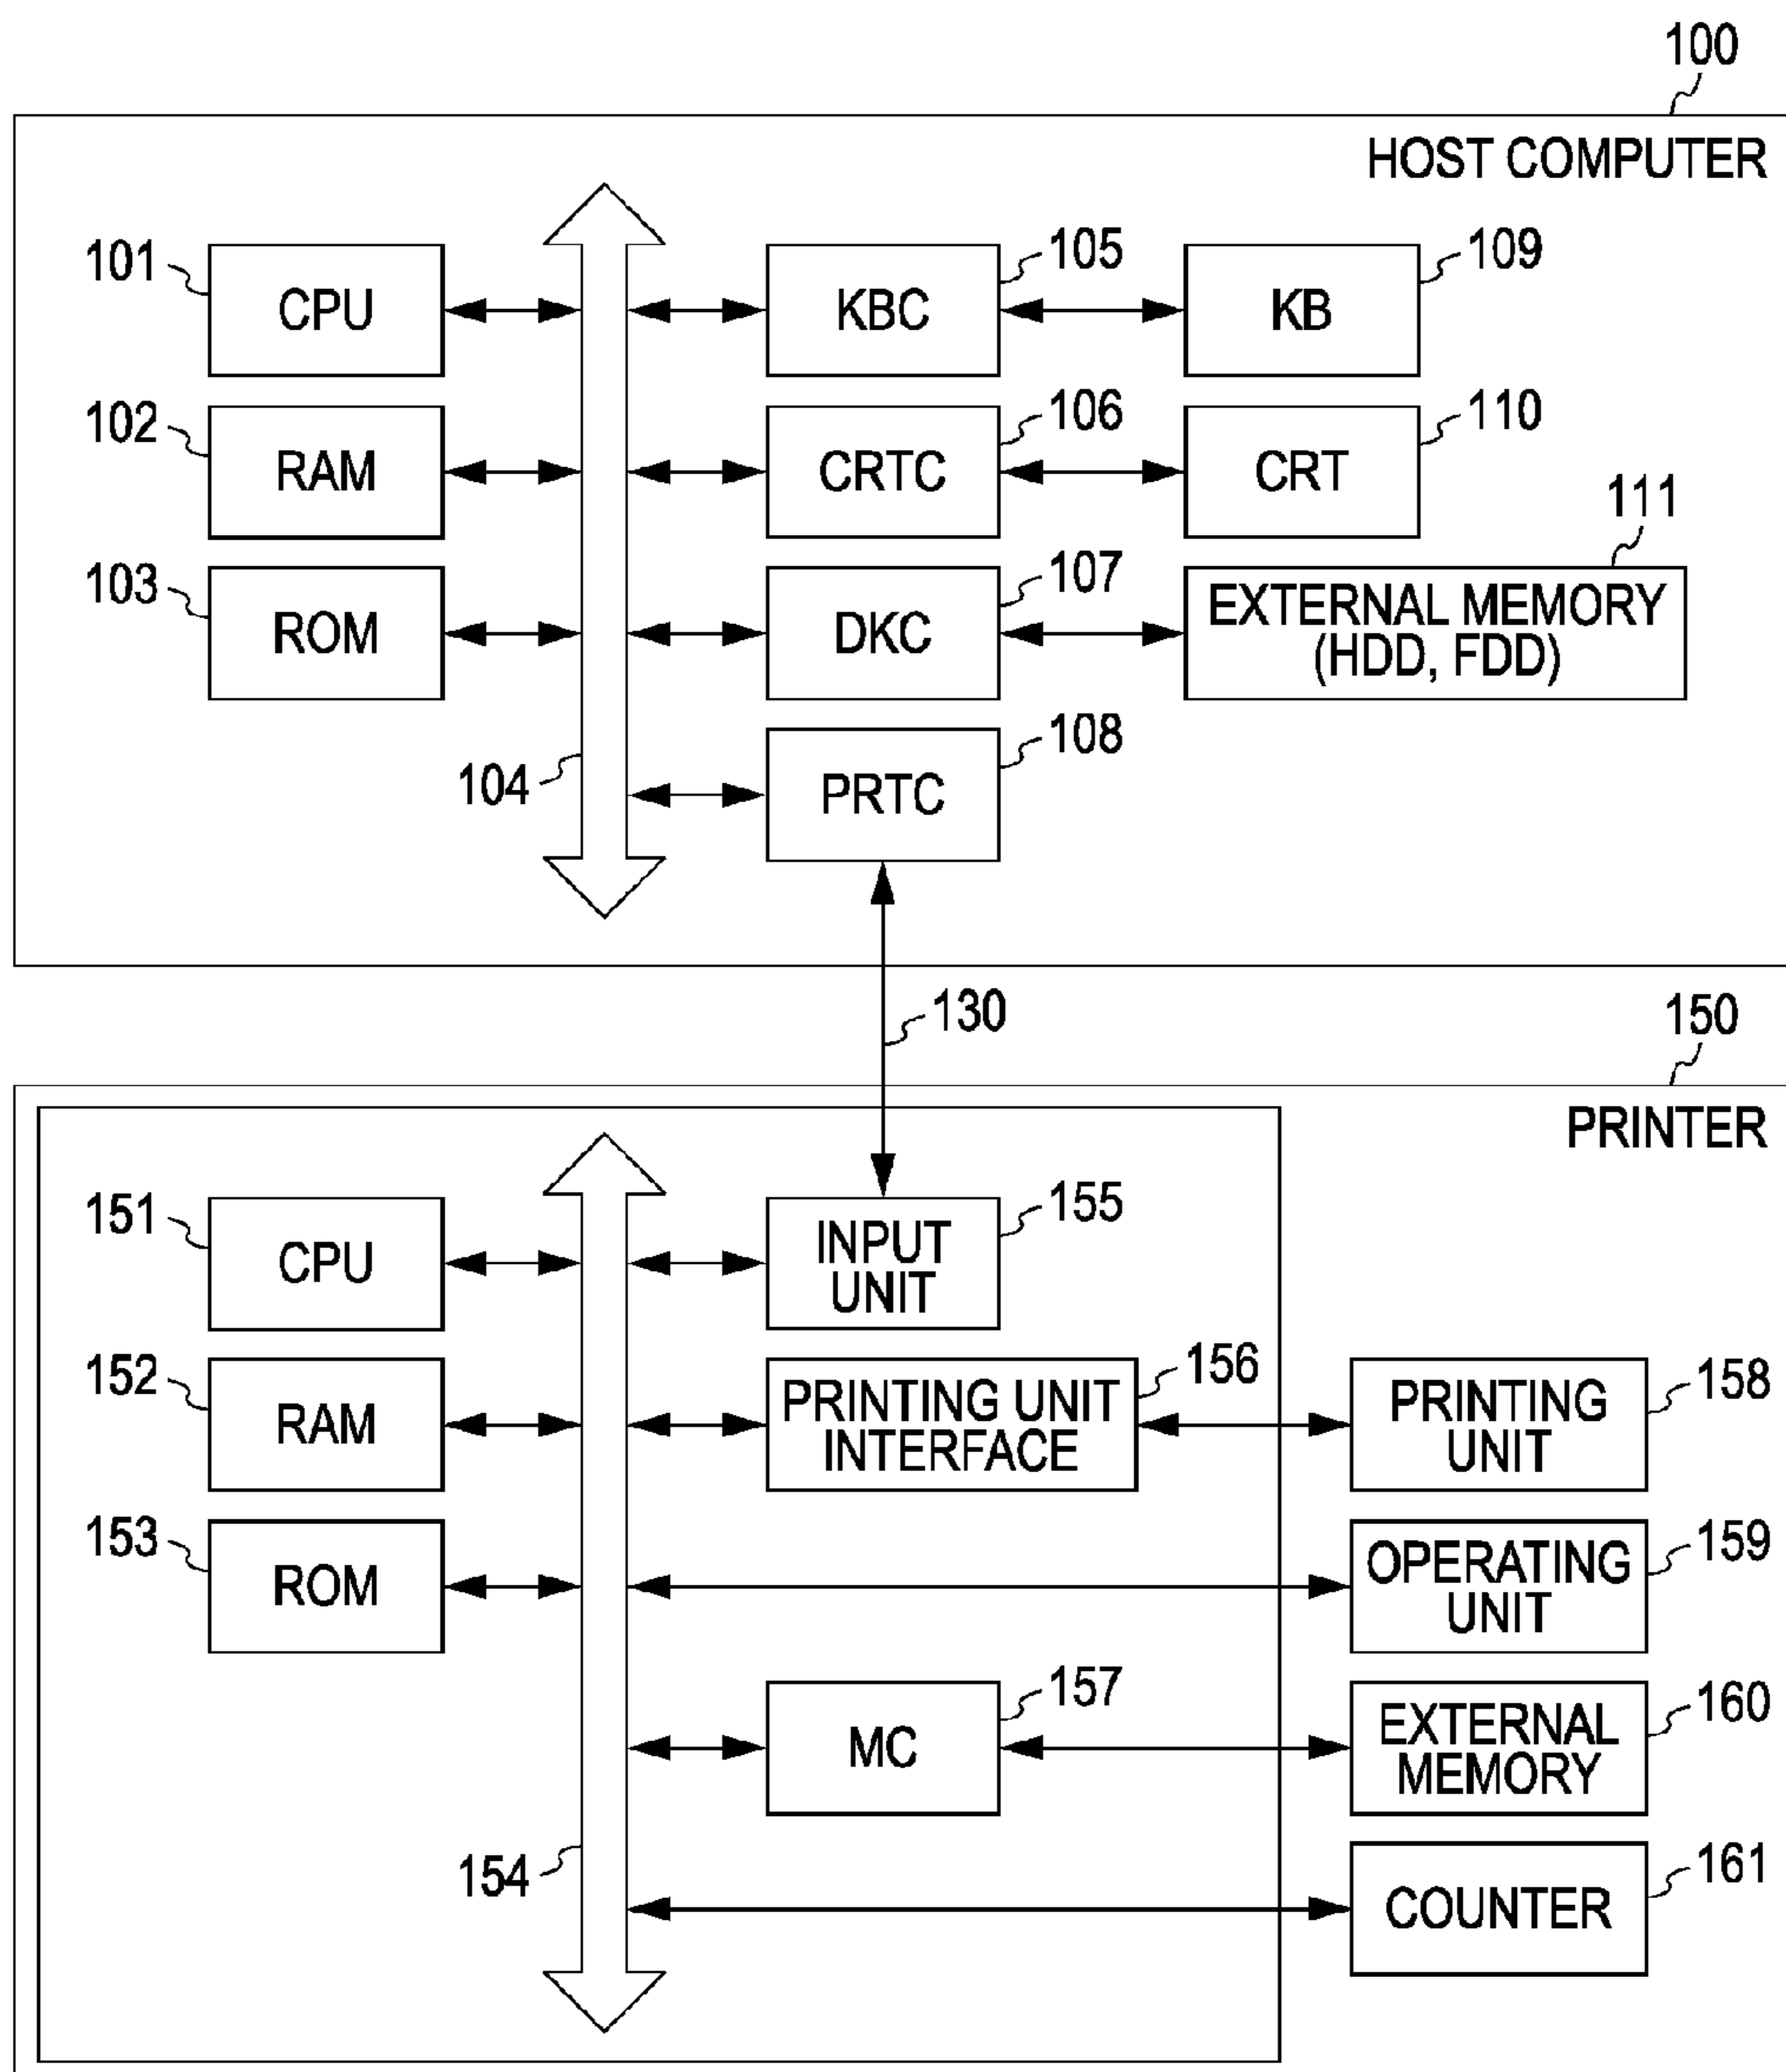 100
HOST COMPUTER
101
CPU
105
KBC
109
KB
102
RAM
106
CRTC
110
CRT
111
103
ROM
107
DKC
EXTERNAL MEMORY
(HDD, FDD)
104
108
PRTC
130
150
PRINTER
151
CPU
155
INPUT
UNIT
152
RAM
156
PRINTING UNIT
INTERFACE
158
PRINTING
UNIT
153
ROM
159
OPERATING
UNIT
157
MC
160
EXTERNAL
MEMORY
154
161
COUNTER